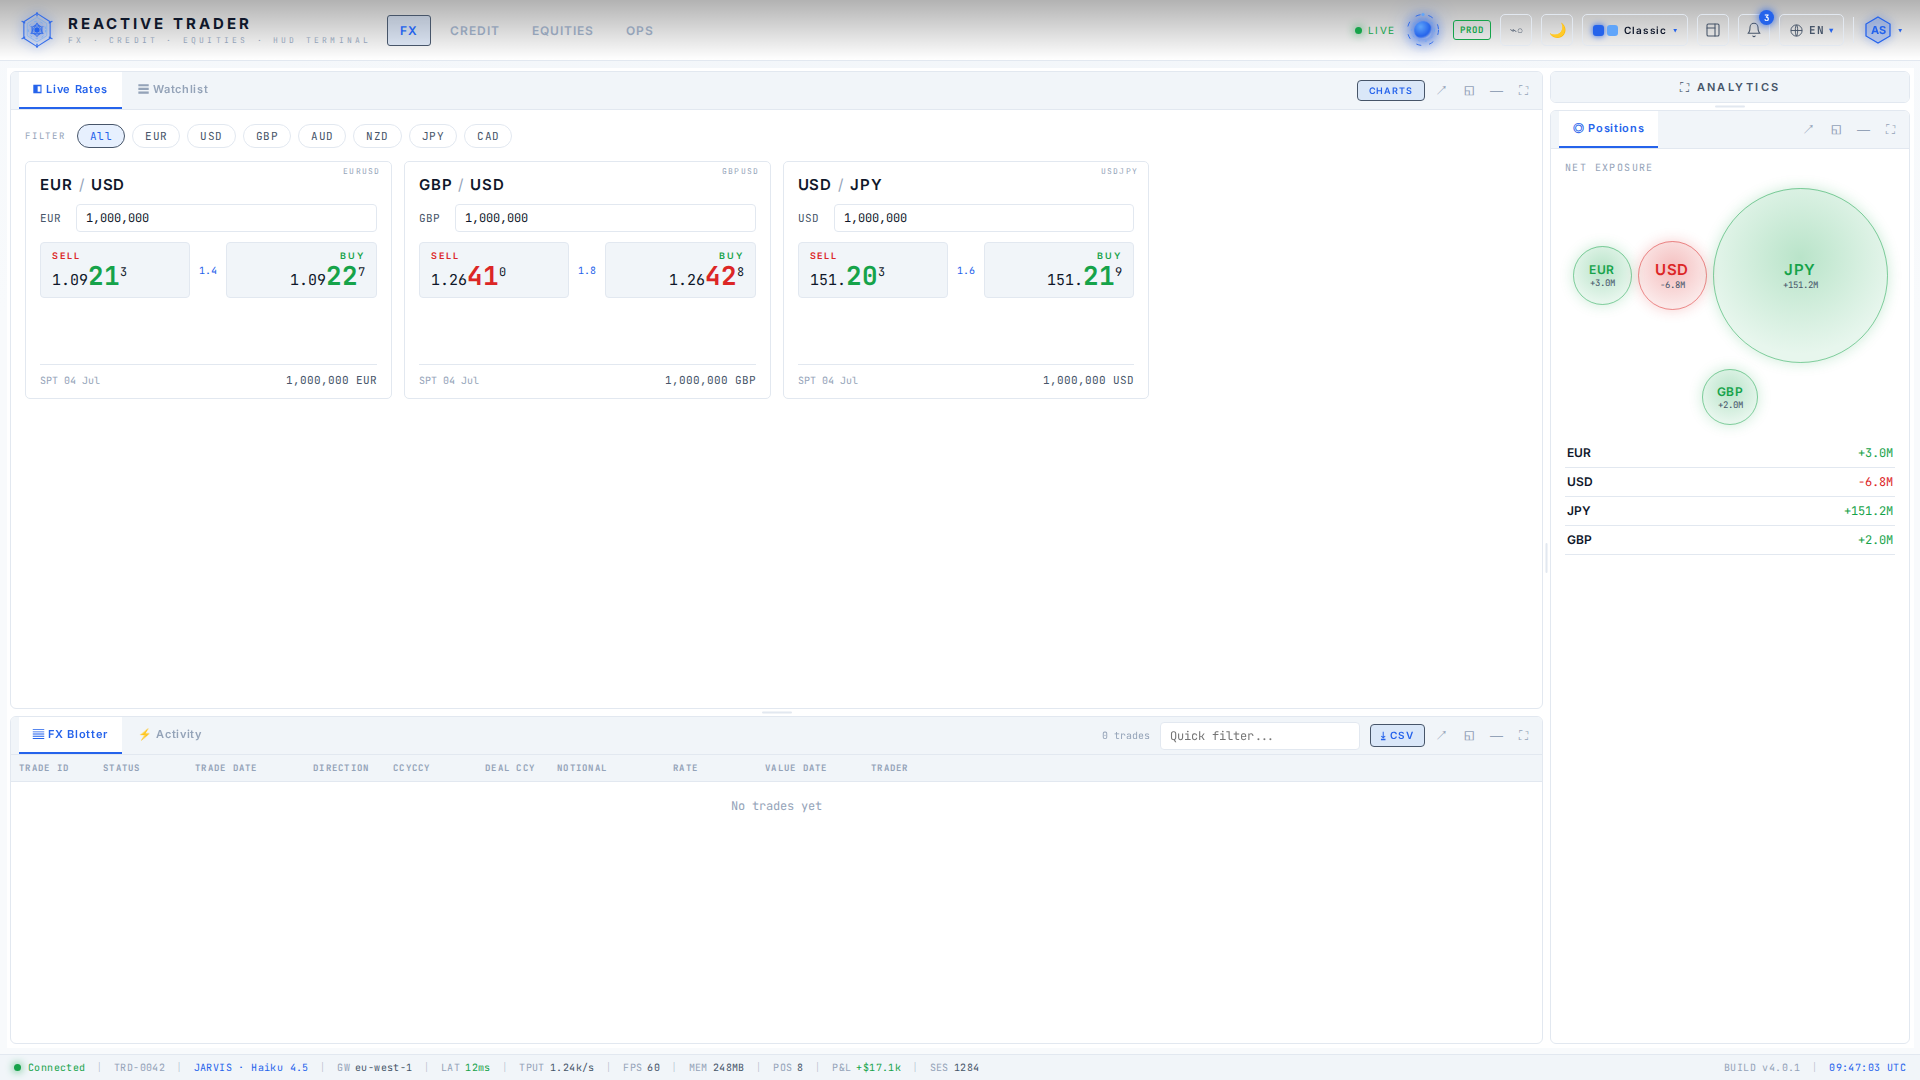 REACTIVE TRADER
FX · CREDIT · EQUITIES · HUD TERMINAL
FX CREDIT EQUITIES OPS
LIVE PROD Classic 3 EN AS
Live Rates Watchlist CHARTS
FILTER All EUR USD GBP AUD NZD JPY CAD
EURUSD
EUR / USD
EUR 1,000,000
SELL
1.09213
1.4
BUY
1.09227
SPT 04 Jul 1,000,000 EUR
GBPUSD
GBP / USD
GBP 1,000,000
SELL
1.26410
1.8
BUY
1.26428
SPT 04 Jul 1,000,000 GBP
USDJPY
USD / JPY
USD 1,000,000
SELL
151.203
1.6
BUY
151.219
SPT 04 Jul 1,000,000 USD
ANALYTICS
Positions
NET EXPOSURE
EUR
+3.0M
USD
-6.8M
JPY
+151.2M
GBP
+2.0M
EUR +3.0M
USD -6.8M
JPY +151.2M
GBP +2.0M
FX Blotter Activity 0 trades Quick filter... CSV
TRADE ID STATUS TRADE DATE DIRECTION CCYCCY DEAL CCY NOTIONAL RATE VALUE DATE TRADER
No trades yet
Connected TRD-0042 JARVIS · Haiku 4.5 GW eu-west-1 LAT 12ms TPUT 1.24k/s FPS 60 MEM 248MB POS 8 P&L +$17.1k SES 1284 BUILD v4.0.1 09:47:03 UTC